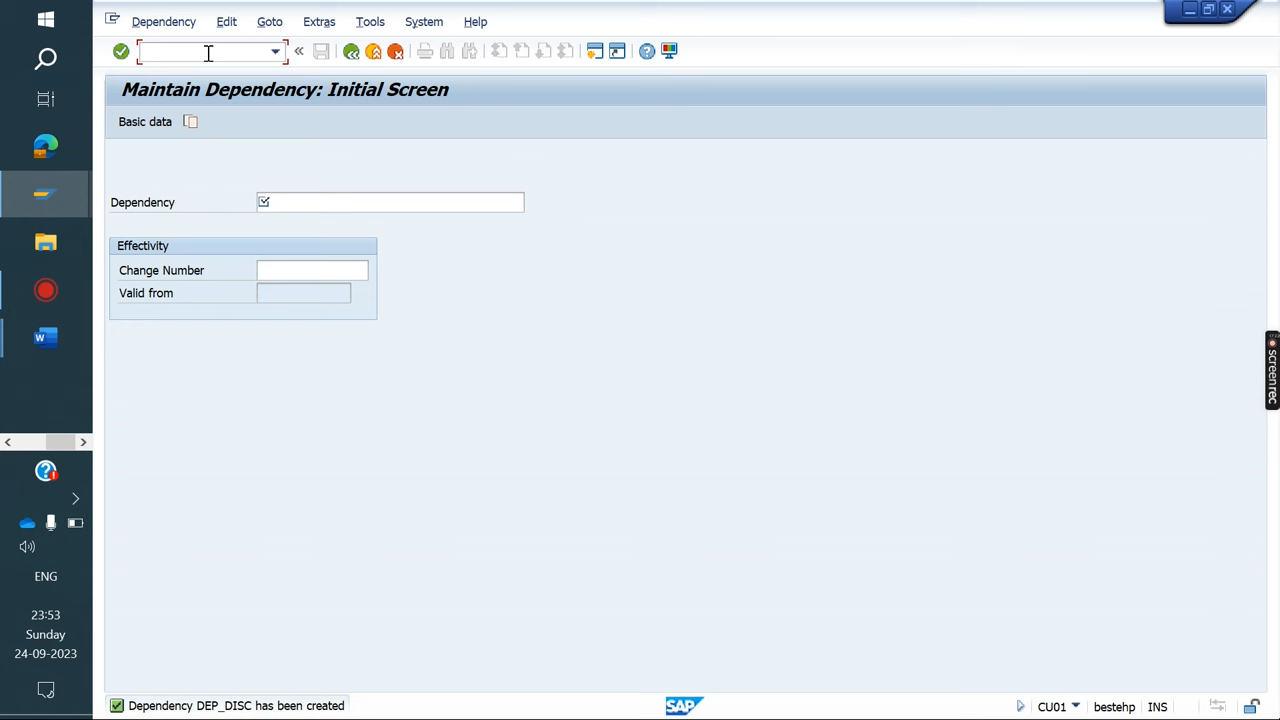 Dependency Edit Goto Extras Tools System Help
Maintain Dependency: Initial Screen
Basic data
Dependency
Effectivity
Change Number
Valid from
W
ENG
23:53
Sunday
24-09-2023
screenrec
Dependency DEP_DISC has been created
SAP
CU01 bestehp INS